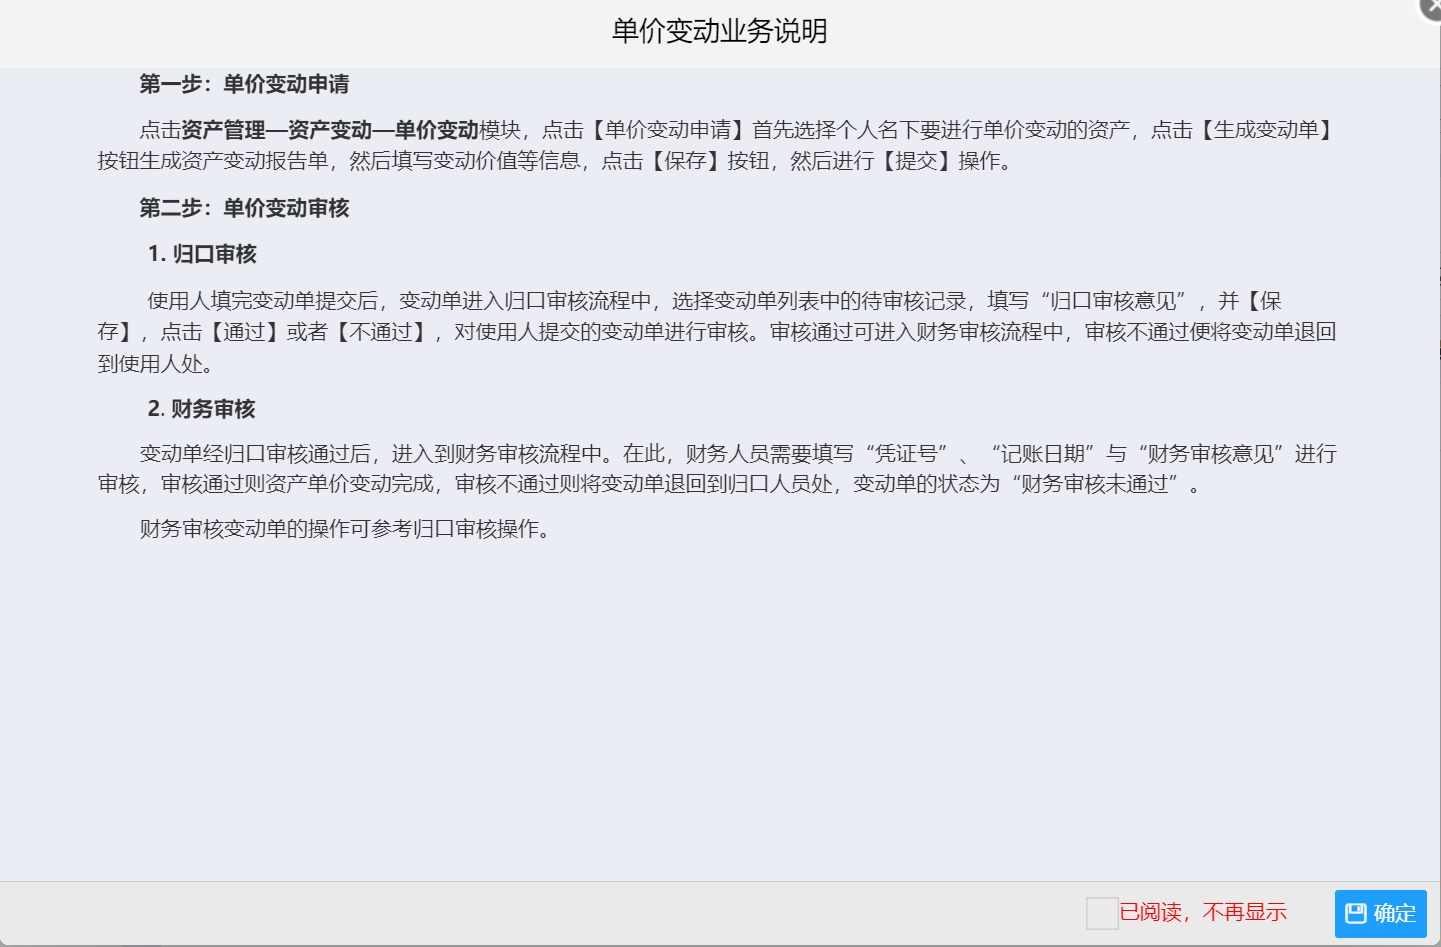 单价变动业务说明
第一步：单价变动申请
点击资产管理—资产变动—单价变动模块，点击【单价变动申请】首先选择个人名下要进行单价变动的资产，点击【生成变动单】
按钮生成资产变动报告单，然后填写变动价值等信息，点击【保存】按钮，然后进行【提交】操作。
第二步：单价变动审核
1. 归口审核
使用人填完变动单提交后，变动单进入归口审核流程中，选择变动单列表中的待审核记录，填写“归口审核意见”，并【保
存】，点击【通过】或者【不通过】，对使用人提交的变动单进行审核。审核通过可进入财务审核流程中，审核不通过便将变动单退回
到使用人处。
2. 财务审核
变动单经归口审核通过后，进入到财务审核流程中。在此，财务人员需要填写“凭证号”、“记账日期”与“财务审核意见”进行
审核，审核通过则资产单价变动完成，审核不通过则将变动单退回到归口人员处，变动单的状态为“财务审核未通过”。
财务审核变动单的操作可参考归口审核操作。
已阅读，不再显示
确定